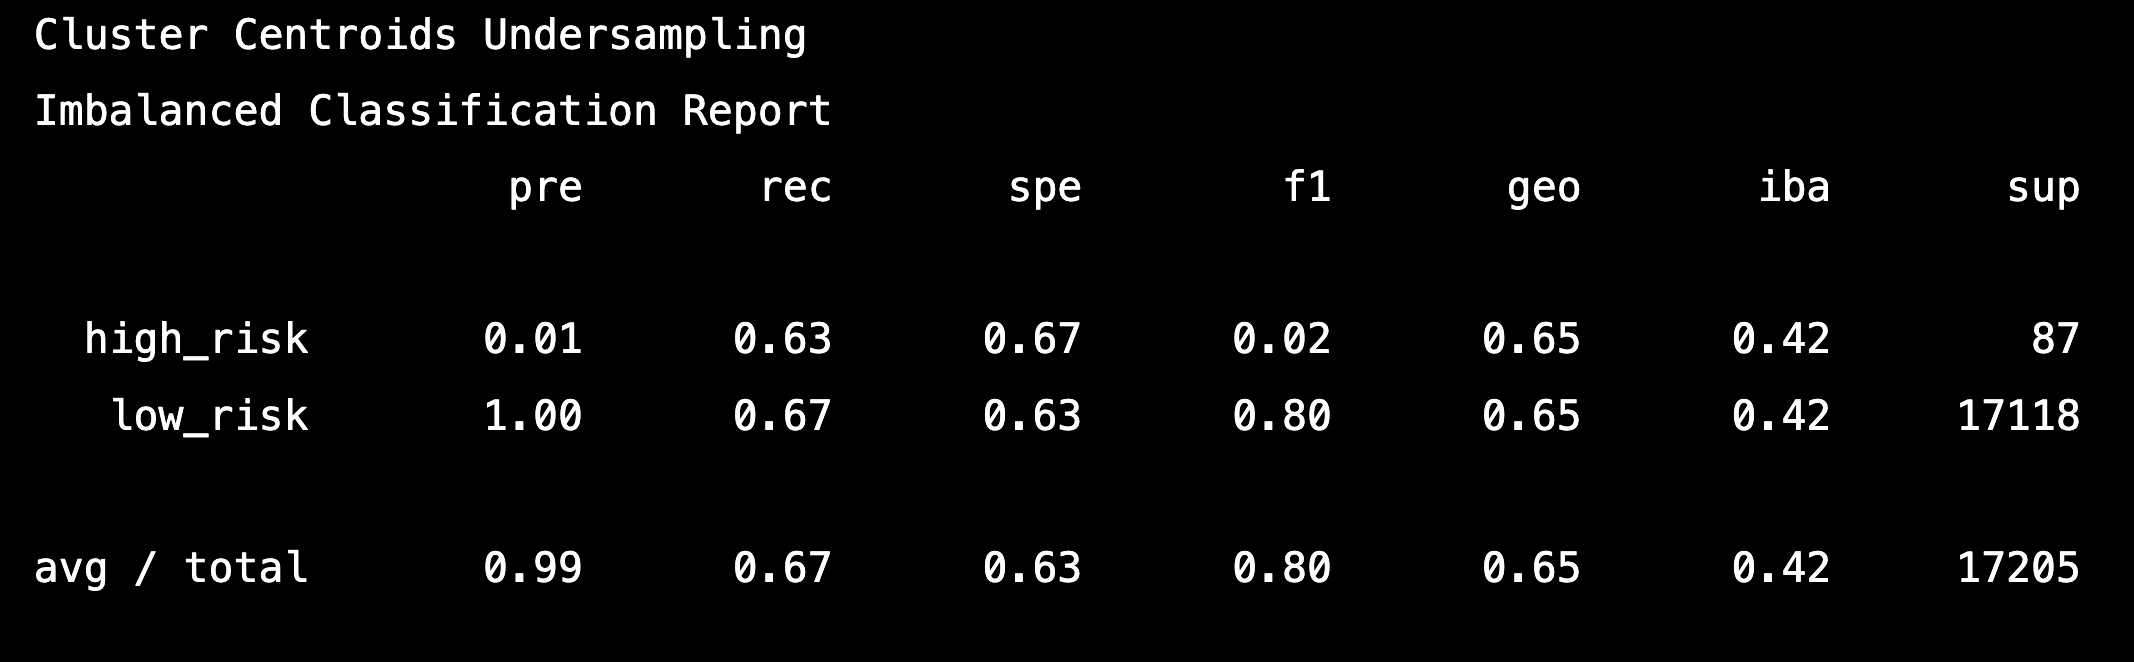 Cluster Centroids Undersampling
Imbalanced Classification Report
pre rec spe f1 geo iba sup
high_risk 0.01 0.63 0.67 0.02 0.65 0.42 87
low_risk 1.00 0.67 0.63 0.80 0.65 0.42 17118
avg / total 0.99 0.67 0.63 0.80 0.65 0.42 17205